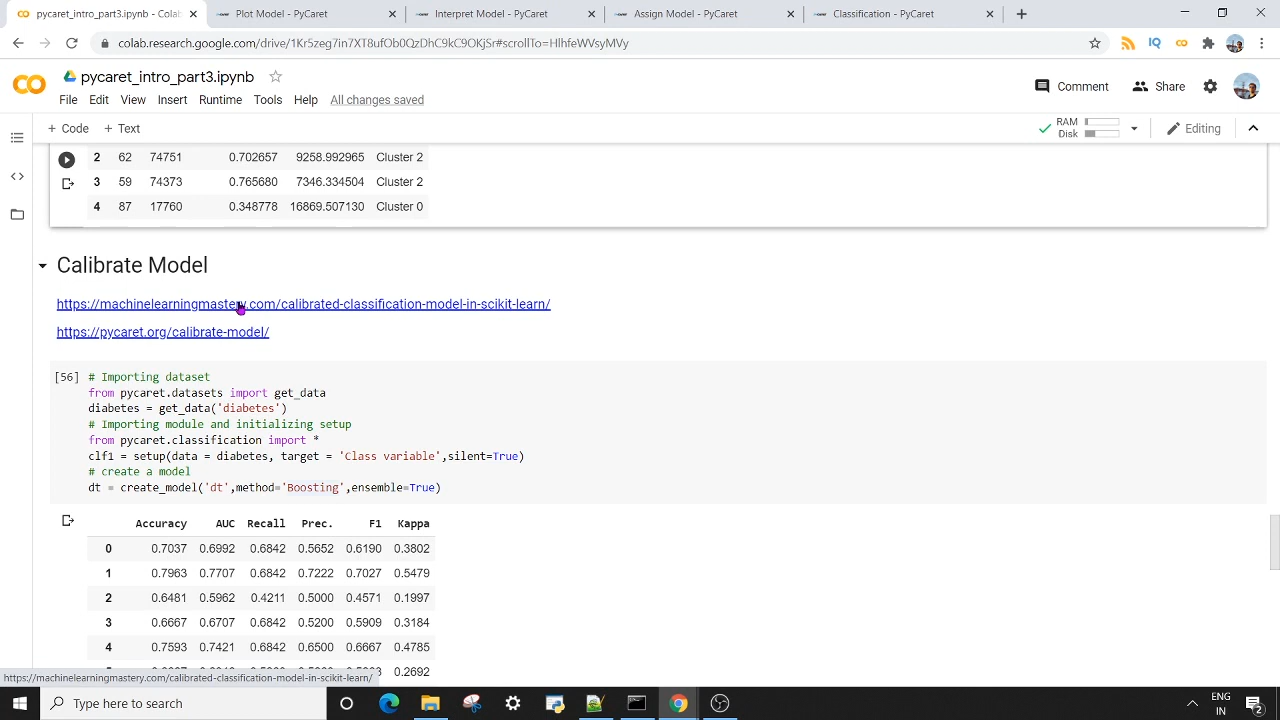 pycaret_intro_part3.ipynb - Colab
Plot Model - PyCaret
Interpret Model - PyCaret
Assign Model - PyCaret
Classification - PyCaret
colab.research.google.com/drive/1Kr5zeg7in7XT8ufOb0QzDhC9kC9OKjSr#scrollTo=HlhfeWVsyMVy
pycaret_intro_part3.ipynb
File Edit View Insert Runtime Tools Help All changes saved
Comment Share
+ Code + Text
RAM
Disk
Editing
2 62 74751 0.702657 9258.992965 Cluster 2
3 59 74373 0.765680 7346.334504 Cluster 2
4 87 17760 0.348778 16869.507130 Cluster 0
Calibrate Model
https://machinelearningmastery.com/calibrated-classification-model-in-scikit-learn/
https://pycaret.org/calibrate-model/
[56] # Importing dataset
from pycaret.datasets import get_data
diabetes = get_data('diabetes')
# Importing module and initializing setup
from pycaret.classification import *
clf1 = setup(data = diabetes, target = 'Class variable',silent=True)
# create a model
dt = create_model('dt',method='Boosting',ensemble=True)
Accuracy AUC Recall Prec. F1 Kappa
0 0.7037 0.6992 0.6842 0.5652 0.6190 0.3802
1 0.7963 0.7707 0.6842 0.7222 0.7027 0.5479
2 0.6481 0.5962 0.4211 0.5000 0.4571 0.1997
3 0.6667 0.6707 0.6842 0.5200 0.5909 0.3184
4 0.7593 0.7421 0.6842 0.6500 0.6667 0.4785
0.2692
https://machinelearningmastery.com/calibrated-classification-model-in-scikit-learn/
Type here to search
ENG
IN
2